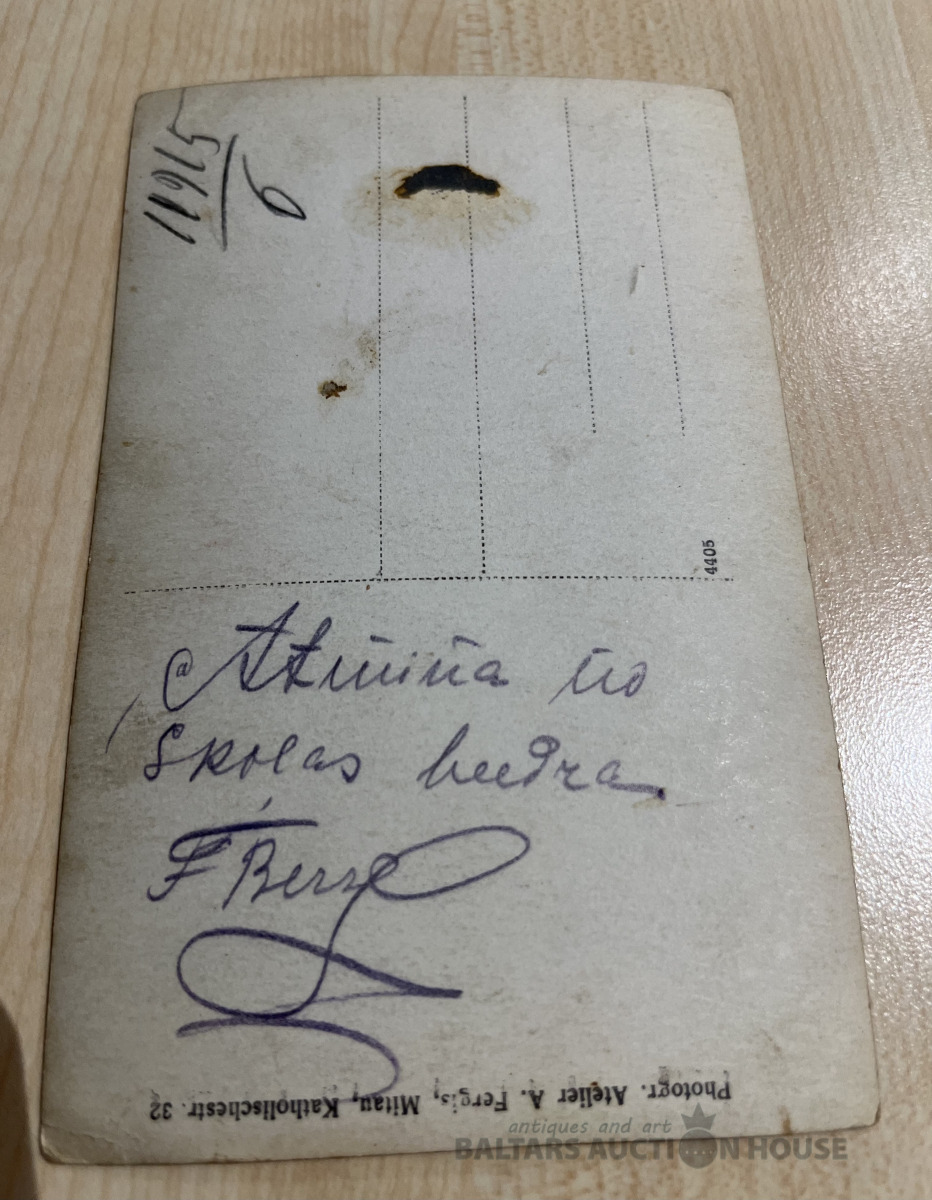 11915
6
4405
Atmiņa no
skolas biedra
F Berz
Photogr. Atelier A. Fergis, Mitau, Katholischestr. 32
antiques and art
BALTARS AUCTION HOUSE